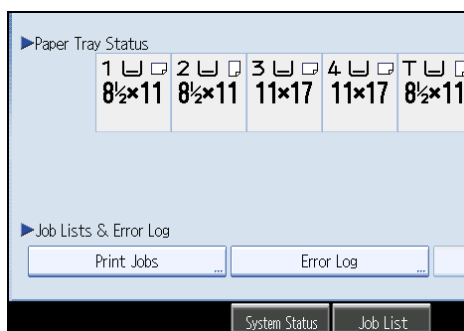 ▶Paper Tray Status
1 2 3 4 T
8½×11 8½×11 11×17 11×17 8½×11
▶Job Lists & Error Log
Print Jobs ... Error Log ...
System Status Job List